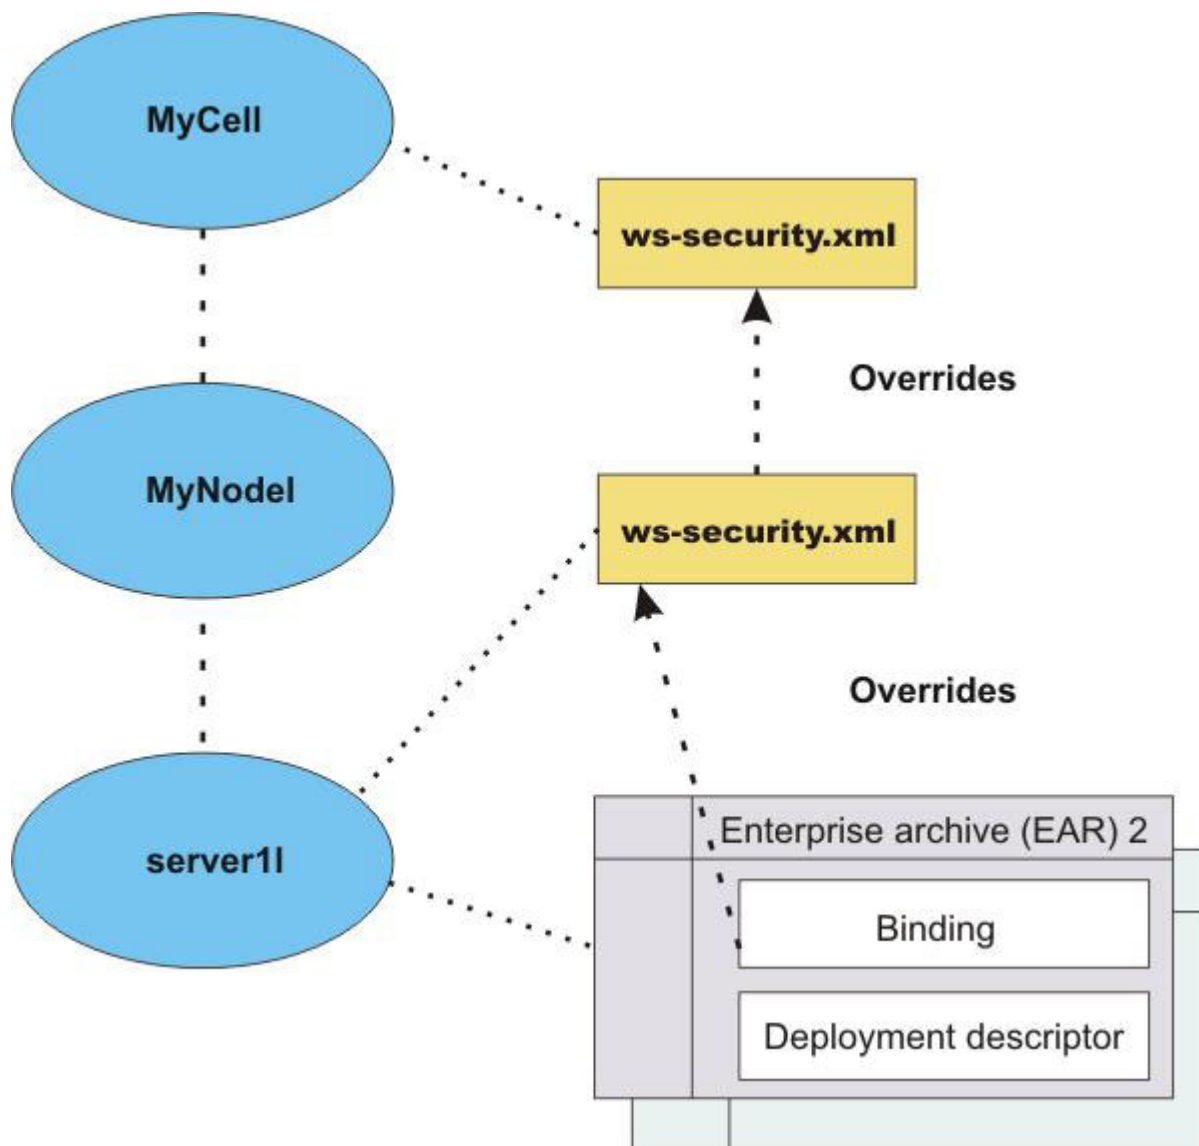 MyCell
ws-security.xml
Overrides
MyNodel
ws-security.xml
Overrides
Enterprise archive (EAR) 2
server1l
Binding
Deployment descriptor